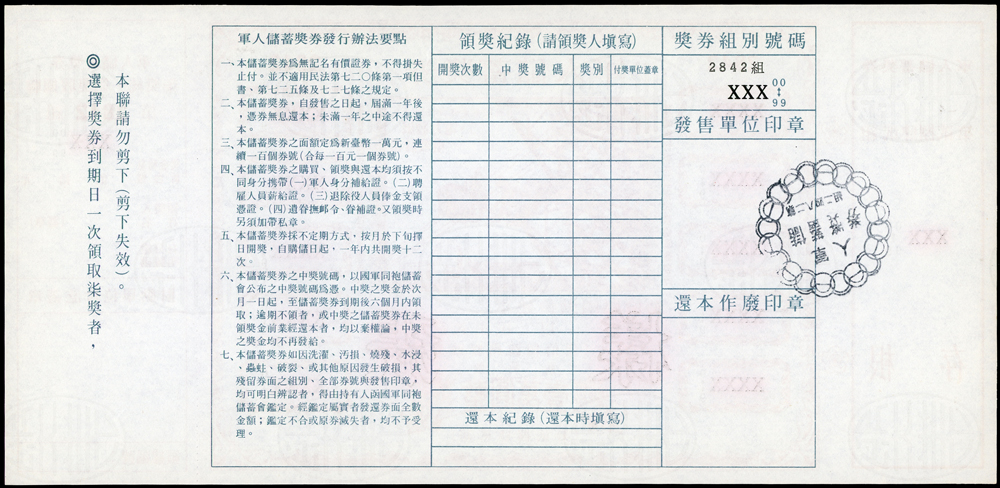 ◎選擇獎券到期日一次領取柒獎者，
本聯請勿剪下（剪下失效）。
軍人儲蓄獎券發行辦法要點
一、本儲蓄獎券爲無記名有價證券，不得掛失
止付。並不適用民法第七二〇條第一項但
書、第七二五條及七二七條之規定。
二、本儲蓄獎券，自發售之日起，屆滿一年後
，憑券無息還本；未滿一年之中途不得還
本。
三、本儲蓄獎券之面額定爲新臺幣一萬元，連
續一百個券號（合每一百元一個券號）。
四、儲蓄獎券之購買、領獎與還本均須按不
同身分携帶（一）軍人身分補給證。（二）聘
雇人員薪給證。（三）退除役人員俸金支領
憑證。（四）遺眷撫卹令、眷補證。又領獎時
另須加帶私章。
五、儲蓄獎券採不定期方式，按月於下旬擇
日開獎，自購儲日起，一年內共開獎十二
次。
六、儲蓄獎券之中獎號碼，以國軍同袍儲蓄
會公布之中獎號碼爲憑。中獎之獎金於次
月一日起，至儲蓄獎券到期後六個月內領
取；逾期不領者，或中獎之儲蓄獎券在未
領獎金前業經還本者，均以棄權論，中獎
之獎金均不再發給。
七、本儲蓄獎券如因洗濯、汚損、燒殘、水浸
、蟲蛀、破裂、或其他原因發生破損，其
殘留券面之組別、全部券號與發售印章，
均可明白辨認者，得由持有人函國軍同袍
儲蓄會鑑定。經鑑定屬實者發還券面全數
金額；鑑定不合或原券滅失者，均不予受
理。
領獎紀錄（請領獎人塡寫）
開獎次數 中獎號碼 獎別 付獎單位蓋章
還本紀錄（還本時塡寫）
獎券組別號碼
2842組
XXX 00↕99
發售單位印章
軍人儲蓄獎券
還本作廢印章